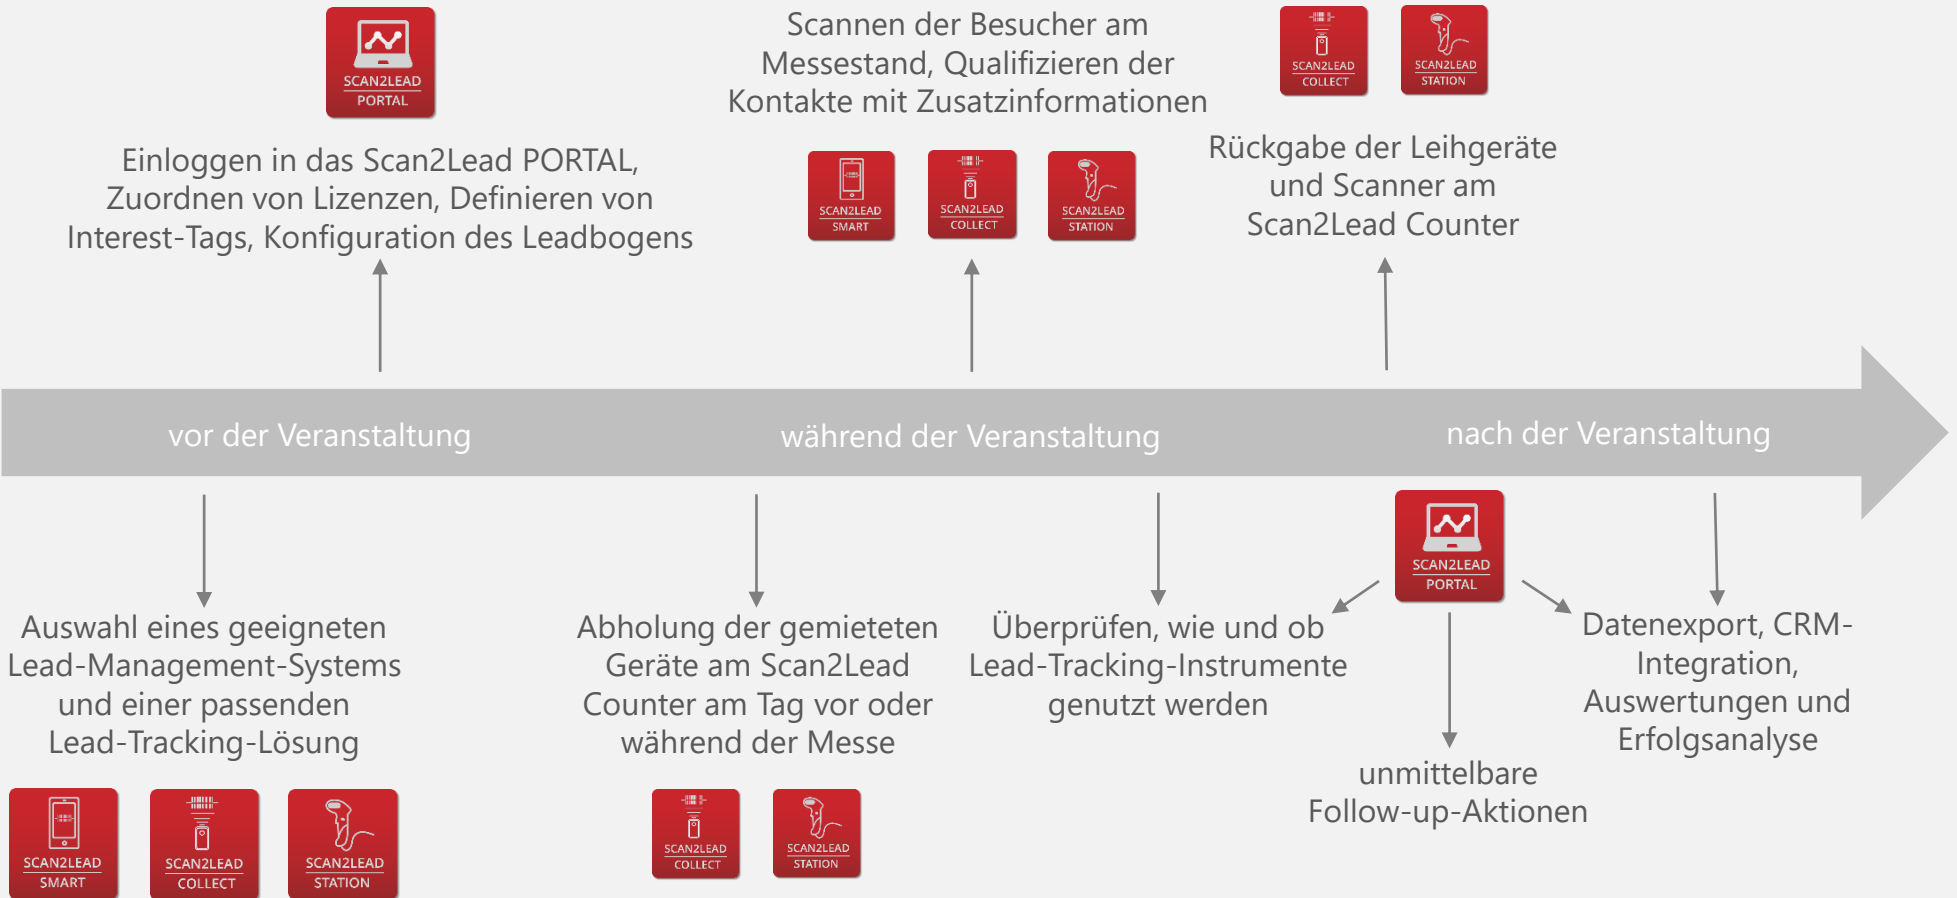 SCAN2LEAD
PORTAL
Einloggen in das Scan2Lead PORTAL,
Zuordnen von Lizenzen, Definieren von
Interest-Tags, Konfiguration des Leadbogens
Scannen der Besucher am
Messestand, Qualifizieren der
Kontakte mit Zusatzinformationen
SCAN2LEAD
SMART
SCAN2LEAD
COLLECT
SCAN2LEAD
STATION
SCAN2LEAD
COLLECT
SCAN2LEAD
STATION
Rückgabe der Leihgeräte
und Scanner am
Scan2Lead Counter
vor der Veranstaltung
während der Veranstaltung
nach der Veranstaltung
Auswahl eines geeigneten
Lead-Management-Systems
und einer passenden
Lead-Tracking-Lösung
SCAN2LEAD
SMART
SCAN2LEAD
COLLECT
SCAN2LEAD
STATION
Abholung der gemieteten
Geräte am Scan2Lead
Counter am Tag vor oder
während der Messe
SCAN2LEAD
COLLECT
SCAN2LEAD
STATION
Überprüfen, wie und ob
Lead-Tracking-Instrumente
genutzt werden
SCAN2LEAD
PORTAL
unmittelbare
Follow-up-Aktionen
Datenexport, CRM-
Integration,
Auswertungen und
Erfolgsanalyse